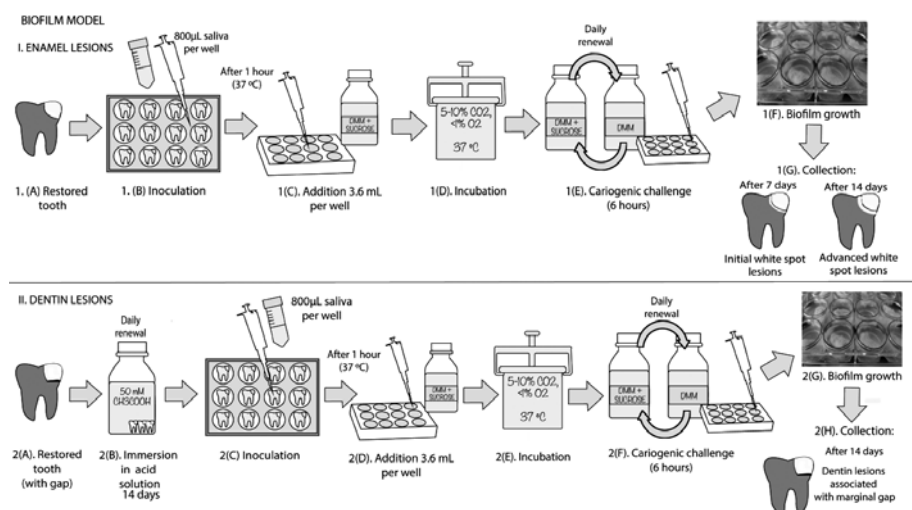 BIOFILM MODEL
I. ENAMEL LESIONS
800µL saliva
per well
After 1 hour
(37 ºC)
DMM +
SUCROSE
5-10% CO2,
<1% O2
37 ºC
Daily
renewal
DMM +
SUCROSE
DMM
1. (A) Restored
tooth
1. (B) Inoculation
1(C). Addition 3.6 mL
per well
1(D). Incubation
1(E). Cariogenic challenge
(6 hours)
1(F). Biofilm growth
1(G). Collection:
After 7 days
After 14 days
Initial white spot
lesions
Advanced white
spot lesions
II. DENTIN LESIONS
Daily
renewal
50 mM
CH3COOH
800µL saliva
per well
After 1 hour
(37 ºC)
DMM +
SUCROSE
5-10% CO2,
<1% O2
37 ºC
Daily
renewal
DMM +
SUCROSE
DMM
2(A). Restored
tooth
(with gap)
2(B). Immersion
in acid
solution
14 days
2(C) Inoculation
2(D). Addition 3.6 mL
per well
2(E). Incubation
2(F). Cariogenic challenge
(6 hours)
2(G). Biofilm growth
2(H). Collection:
After 14 days
Dentin lesions
associated
with marginal gap